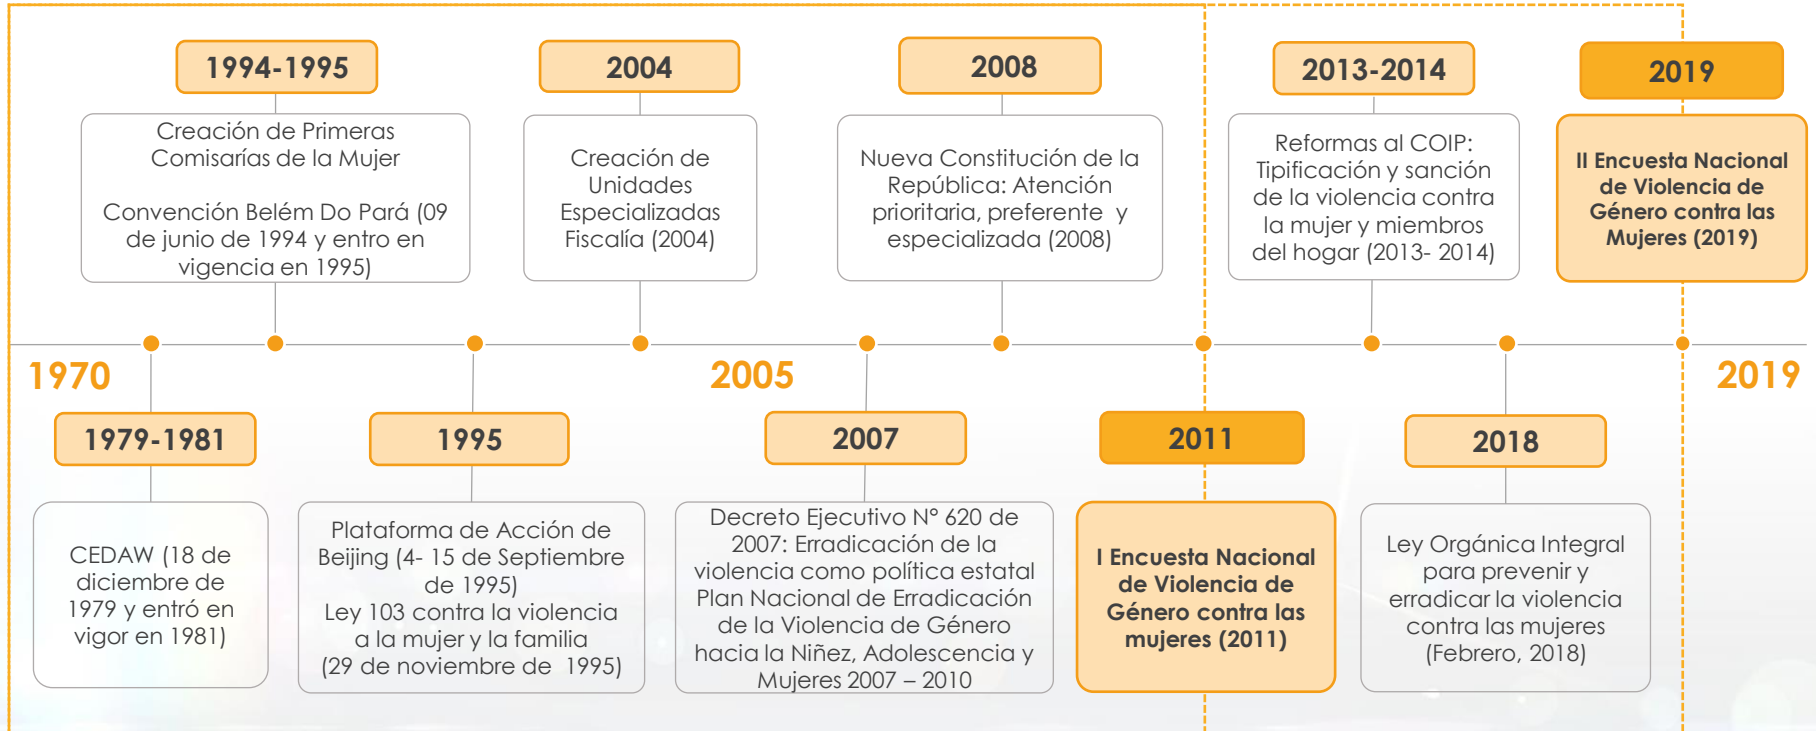 1994-1995
Creación de Primeras
Comisarías de la Mujer
Convención Belém Do Pará (09
de junio de 1994 y entro en
vigencia en 1995)
2004
Creación de
Unidades
Especializadas
Fiscalía (2004)
2008
Nueva Constitución de la
República: Atención
prioritaria, preferente y
especializada (2008)
2013-2014
Reformas al COIP:
Tipificación y sanción
de la violencia contra
la mujer y miembros
del hogar (2013- 2014)
2019
II Encuesta Nacional
de Violencia de
Género contra las
Mujeres (2019)
1970
2005
2019
1979-1981
CEDAW (18 de
diciembre de
1979 y entró en
vigor en 1981)
1995
Plataforma de Acción de
Beijing (4- 15 de Septiembre
de 1995)
Ley 103 contra la violencia
a la mujer y la familia
(29 de noviembre de 1995)
2007
Decreto Ejecutivo N° 620 de
2007: Erradicación de la
violencia como política estatal
Plan Nacional de Erradicación
de la Violencia de Género
hacia la Niñez, Adolescencia y
Mujeres 2007 – 2010
2011
I Encuesta Nacional
de Violencia de
Género contra las
mujeres (2011)
2018
Ley Orgánica Integral
para prevenir y
erradicar la violencia
contra las mujeres
(Febrero, 2018)